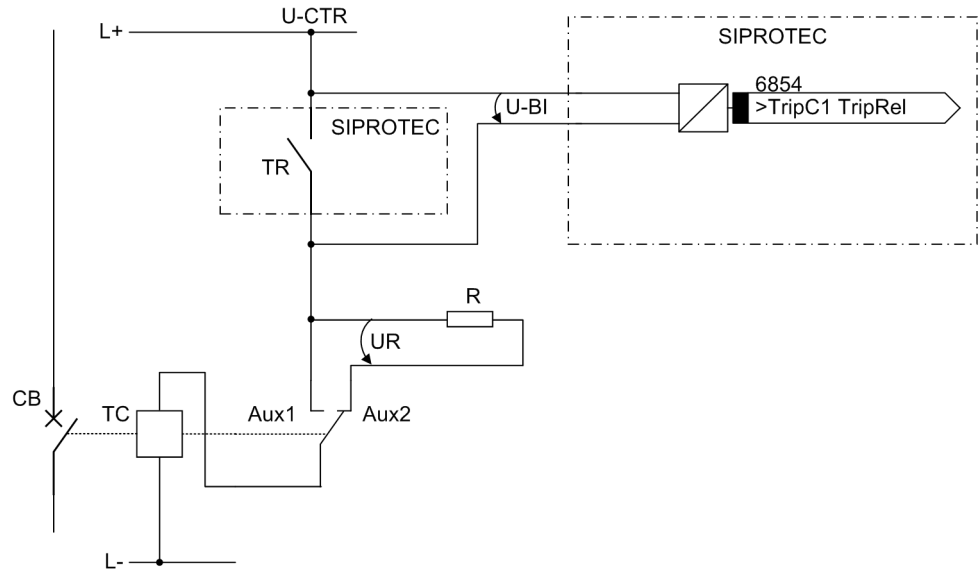 U-CTR
L+
SIPROTEC
6854
>TripC1 TripRel
U-BI
SIPROTEC
TR
R
UR
CB
TC
Aux1
Aux2
L-